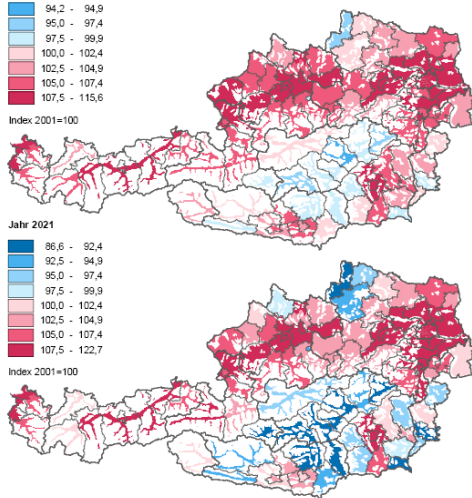 94,2 - 94,9
95,0 - 97,4
97,5 - 99,9
100,0 - 102,4
102,5 - 104,9
105,0 - 107,4
107,5 - 115,6
Index 2001=100
Jahr 2021
86,6 - 92,4
92,5 - 94,9
95,0 - 97,4
97,5 - 99,9
100,0 - 102,4
102,5 - 104,9
105,0 - 107,4
107,5 - 122,7
Index 2001=100